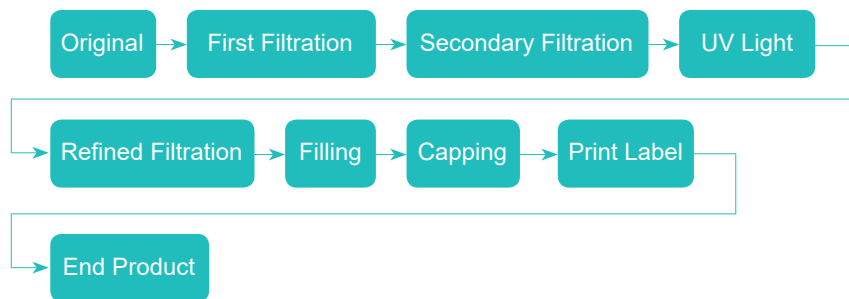 Original
First Filtration
Secondary Filtration
UV Light
Refined Filtration
Filling
Capping
Print Label
End Product